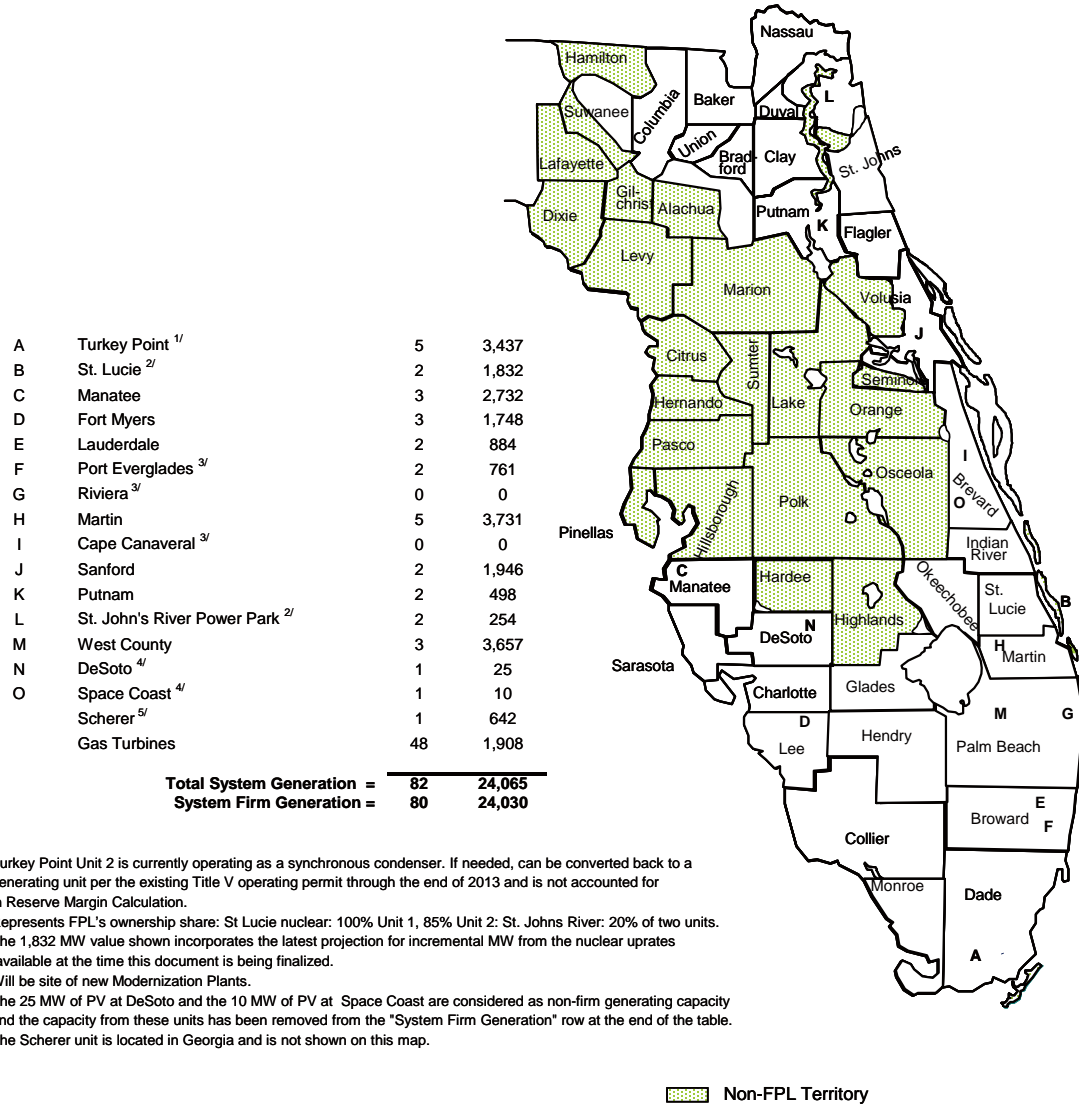 A Turkey Point 1/ 5 3,437
B St. Lucie 2/ 2 1,832
C Manatee 3 2,732
D Fort Myers 3 1,748
E Lauderdale 2 884
F Port Everglades 3/ 2 761
G Riviera 3/ 0 0
H Martin 5 3,731
I Cape Canaveral 3/ 0 0
J Sanford 2 1,946
K Putnam 2 498
L St. John's River Power Park 2/ 2 254
M West County 3 3,657
N DeSoto 4/ 1 25
O Space Coast 4/ 1 10
Scherer 5/ 1 642
Gas Turbines 48 1,908
Total System Generation = 82 24,065
System Firm Generation = 80 24,030
urkey Point Unit 2 is currently operating as a synchronous condenser. If needed, can be converted back to a
enerating unit per the existing Title V operating permit through the end of 2013 and is not accounted for
n Reserve Margin Calculation.
epresents FPL's ownership share: St Lucie nuclear: 100% Unit 1, 85% Unit 2: St. Johns River: 20% of two units.
he 1,832 MW value shown incorporates the latest projection for incremental MW from the nuclear uprates
available at the time this document is being finalized.
Will be site of new Modernization Plants.
he 25 MW of PV at DeSoto and the 10 MW of PV at Space Coast are considered as non-firm generating capacity
nd the capacity from these units has been removed from the "System Firm Generation" row at the end of the table.
he Scherer unit is located in Georgia and is not shown on this map.
Nassau
Hamilton
Baker
Duval
L
Suwanee
Columbia
Union
Brad-
ford
Clay
St. Johns
Lafayette
Gil-
christ
Alachua
Putnam
K
Dixie
Flagler
Levy
Marion
Volusia
J
Citrus
Sumter
Seminole
Hernando
Lake
Orange
Pasco
I
Osceola
Brevard
O
Polk
Hillsborough
Pinellas
Indian
River
C
Manatee
Hardee
Okeechobee
St.
Lucie
B
N
DeSoto
Highlands
H
Martin
Sarasota
Charlotte
Glades
D
Lee
Hendry
M
G
Palm Beach
E
Broward
F
Collier
Monroe
Dade
A
Non-FPL Territory